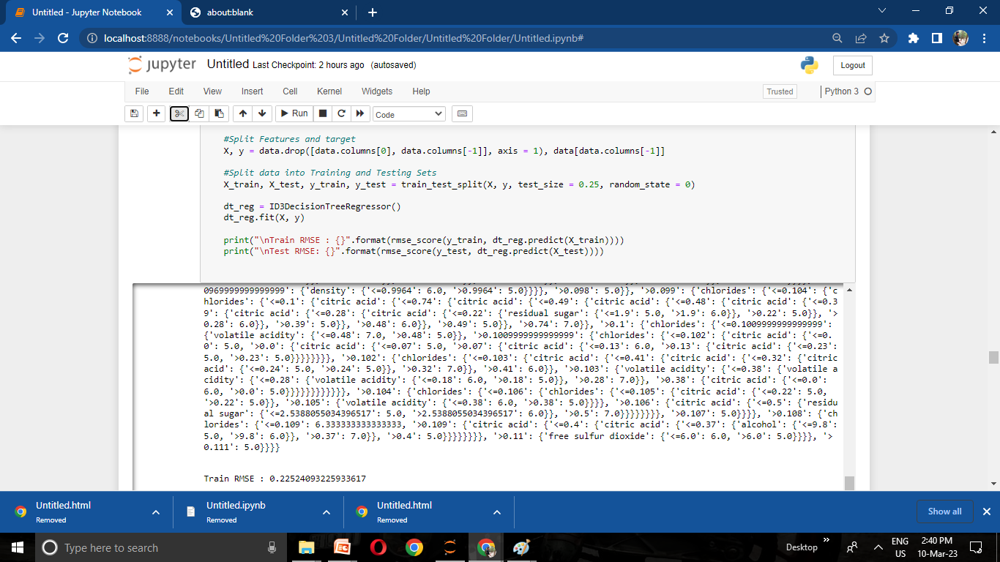 Untitled - Jupyter Notebook
about:blank
localhost:8888/notebooks/Untitled%20Folder%203/Untitled%20Folder/Untitled%20Folder/Untitled.ipynb#
jupyter Untitled Last Checkpoint: 2 hours ago (autosaved)
Logout
File Edit View Insert Cell Kernel Widgets Help
Trusted
Python 3
Run
Code
#Split Features and target
X, y = data.drop([data.columns[0], data.columns[-1]], axis = 1), data[data.columns[-1]]
#Split data into Training and Testing Sets
X_train, X_test, y_train, y_test = train_test_split(X, y, test_size = 0.25, random_state = 0)
dt_reg = ID3DecisionTreeRegressor()
dt_reg.fit(X, y)
print("\nTrain RMSE : {}".format(rmse_score(y_train, dt_reg.predict(X_train))))
print("\nTest RMSE: {}".format(rmse_score(y_test, dt_reg.predict(X_test))))
0969999999999999': {'density': {'<=0.9964': 6.0, '>0.9964': 5.0}}}}, '>0.098': 5.0}}, '>0.099': {'chlorides': {'<=0.104': {'c
hlorides': {'<=0.1': {'citric acid': {'<=0.74': {'citric acid': {'<=0.49': {'citric acid': {'<=0.48': {'citric acid': {'<=0.3
9': {'citric acid': {'<=0.28': {'citric acid': {'<=0.22': {'residual sugar': {'<=1.9': 5.0, '>1.9': 6.0}}, '>0.22': 5.0}}, '>
0.28': 6.0}}, '>0.39': 5.0}}, '>0.48': 6.0}}, '>0.49': 5.0}}, '>0.74': 7.0}}, '>0.1': {'chlorides': {'<=0.1009999999999999':
{'volatile acidity': {'<=0.48': 7.0, '>0.48': 5.0}}, '>0.1009999999999999': {'chlorides': {'<=0.102': {'citric acid': {'<=0.
0': 5.0, '>0.0': {'citric acid': {'<=0.07': 5.0, '>0.07': {'citric acid': {'<=0.13': 6.0, '>0.13': {'citric acid': {'<=0.23':
5.0, '>0.23': 5.0}}}}}}}}, '>0.102': {'chlorides': {'<=0.103': {'citric acid': {'<=0.41': {'citric acid': {'<=0.32': {'citric
acid': {'<=0.24': 5.0, '>0.24': 5.0}}, '>0.32': 7.0}}, '>0.41': 6.0}}, '>0.103': {'volatile acidity': {'<=0.38': {'volatile a
cidity': {'<=0.28': {'volatile acidity': {'<=0.18': 6.0, '>0.18': 5.0}}, '>0.28': 7.0}}, '>0.38': {'citric acid': {'<=0.0':
6.0, '>0.0': 5.0}}}}}}}}}}}}, '>0.104': {'chlorides': {'<=0.106': {'chlorides': {'<=0.105': {'citric acid': {'<=0.22': 5.0,
'>0.22': 5.0}}, '>0.105': {'volatile acidity': {'<=0.38': 6.0, '>0.38': 5.0}}}}, '>0.106': {'citric acid': {'<=0.5': {'residu
al sugar': {'<=2.5388055034396517': 5.0, '>2.5388055034396517': 6.0}}, '>0.5': 7.0}}}}}}}}, '>0.107': 5.0}}}}, '>0.108': {'ch
lorides': {'<=0.109': 6.333333333333333, '>0.109': {'citric acid': {'<=0.4': {'citric acid': {'<=0.37': {'alcohol': {'<=9.8':
5.0, '>9.8': 6.0}}, '>0.37': 7.0}}, '>0.4': 5.0}}}}}}}}, '>0.11': {'free sulfur dioxide': {'<=6.0': 6.0, '>6.0': 5.0}}}}, '>
0.111': 5.0}}}}
Train RMSE : 0.22524093225933617
Untitled.html
Removed
Untitled.ipynb
Removed
Untitled.html
Removed
Show all
Type here to search
Desktop
ENG
US
2:40 PM
10-Mar-23